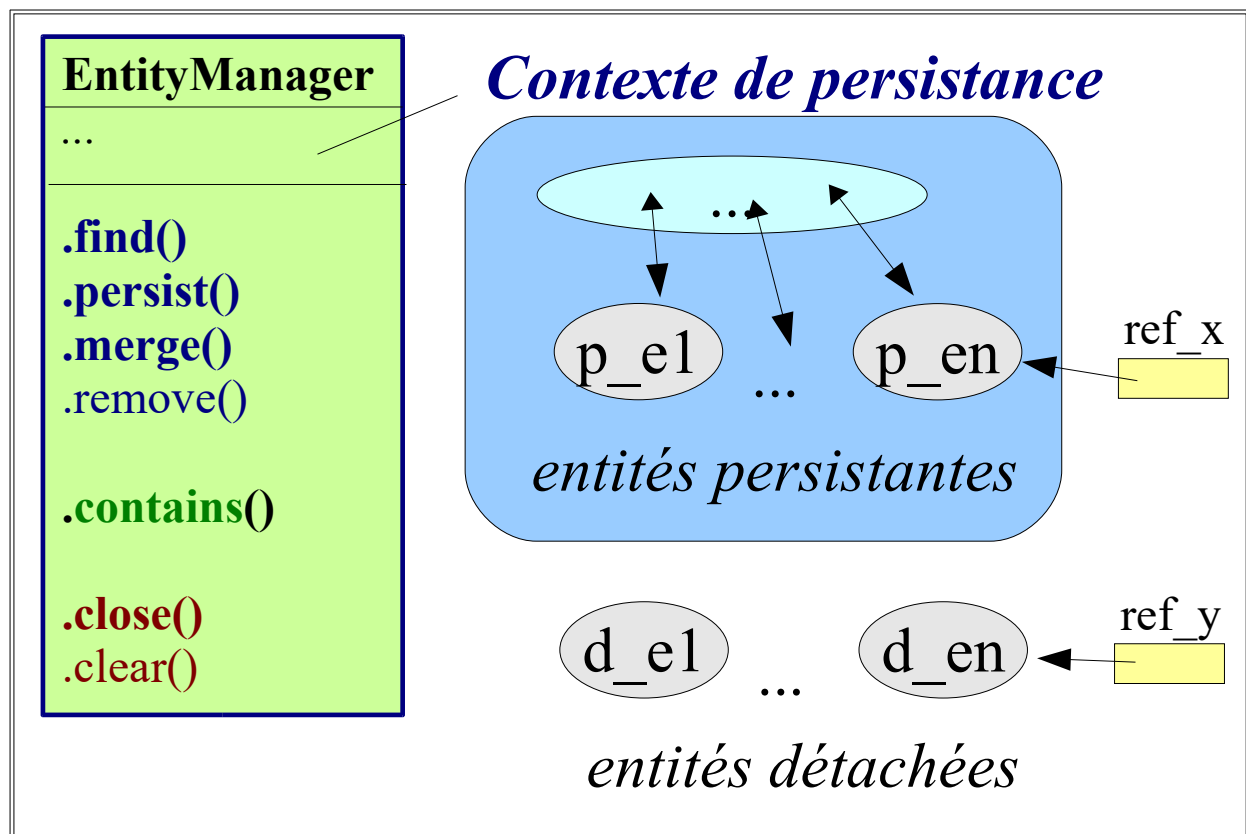 EntityManager
...
.find()
.persist()
.merge()
.remove()
.contains()
.close()
.clear()
Contexte de persistance
...
p_e1
...
p_en
ref_x
entités persistantes
d_e1
...
d_en
ref_y
entités détachées